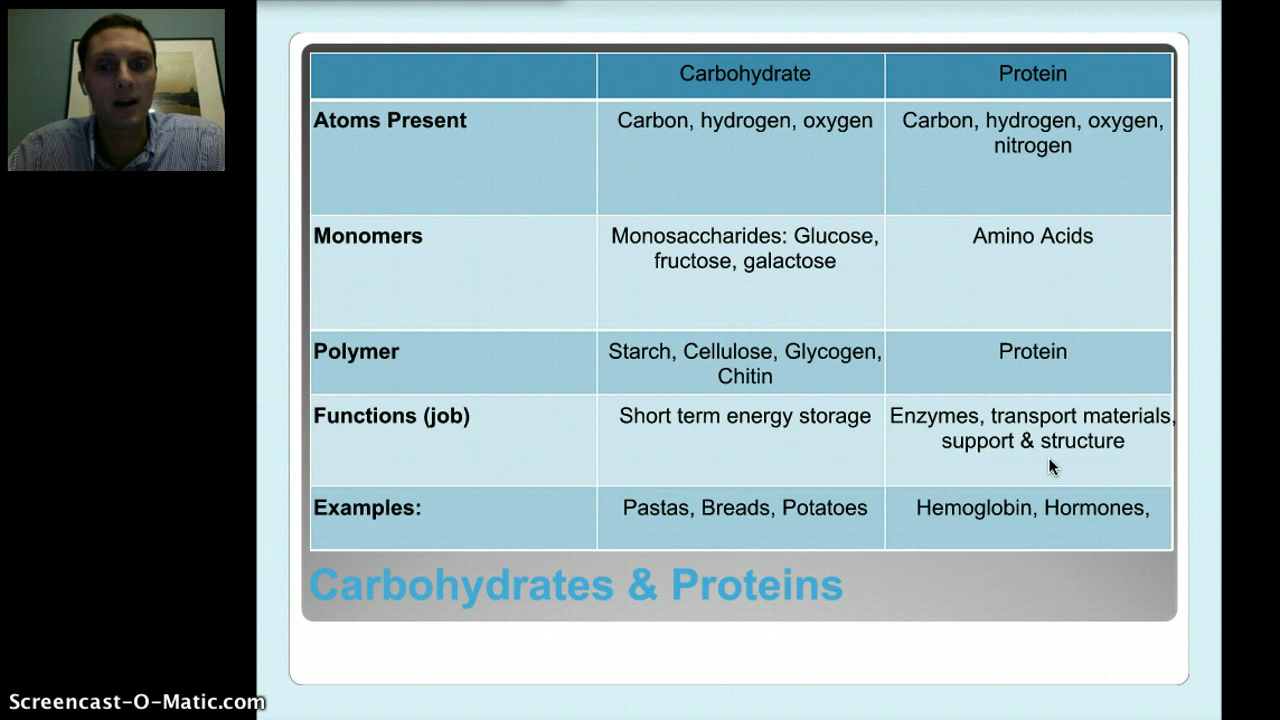 Carbohydrate
Protein
Atoms Present
Carbon, hydrogen, oxygen
Carbon, hydrogen, oxygen,
nitrogen
Monomers
Monosaccharides: Glucose,
fructose, galactose
Amino Acids
Polymer
Starch, Cellulose, Glycogen,
Chitin
Protein
Functions (job)
Short term energy storage
Enzymes, transport materials,
support & structure
Examples:
Pastas, Breads, Potatoes
Hemoglobin, Hormones,
Carbohydrates & Proteins
Screencast-O-Matic.com